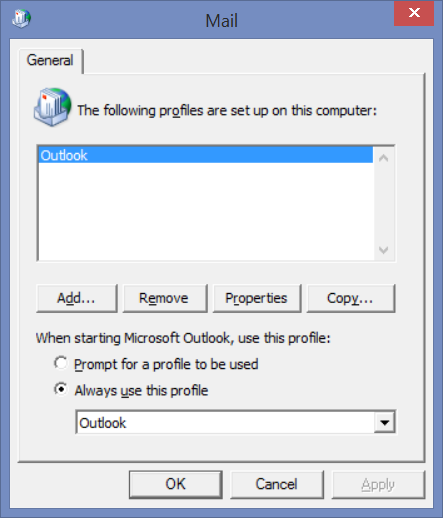 Mail
General
The following profiles are set up on this computer:
Outlook
Add... Remove Properties Copy...
When starting Microsoft Outlook, use this profile:
Prompt for a profile to be used
Always use this profile
Outlook
OK Cancel Apply